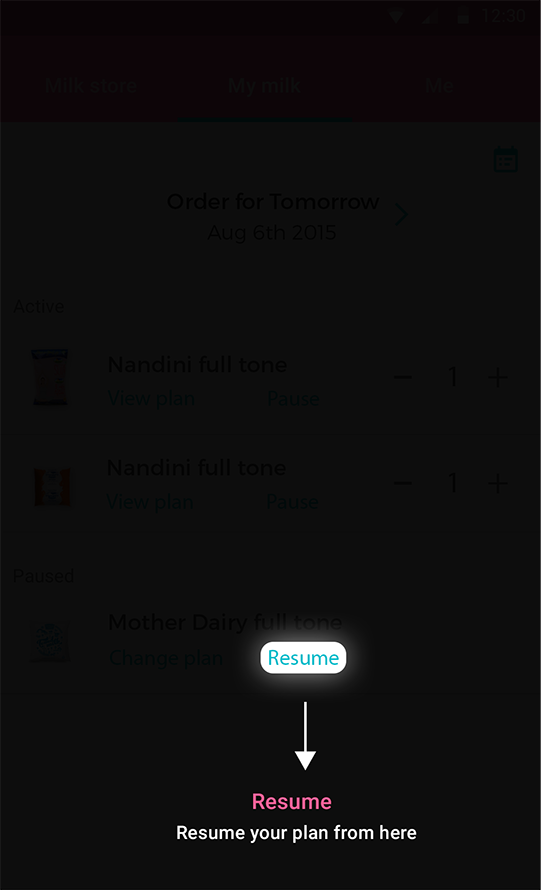 12:30
Milk store My milk Me
Order for Tomorrow
Aug 6th 2015
Active
Nandini full tone
View plan Pause
1
Nandini full tone
View plan Pause
1
Paused
Mother Dairy full tone
Change plan Resume
Resume
Resume your plan from here